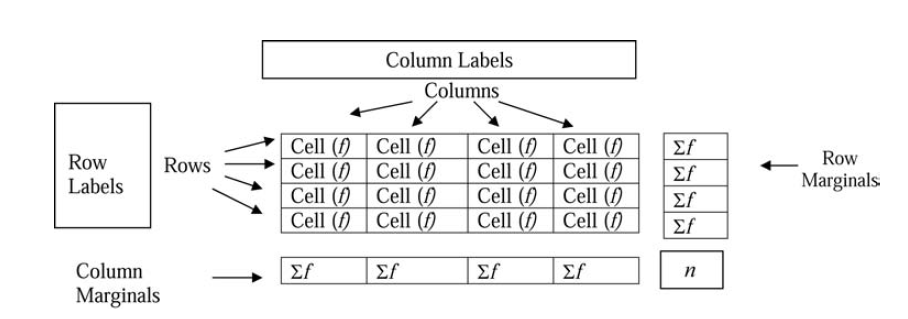 Column Labels
Columns
Cell (f) Cell (f) Cell (f) Cell (f) Σf
Row Labels
Rows
Cell (f) Cell (f) Cell (f) Cell (f) Σf
Row Marginals
Cell (f) Cell (f) Cell (f) Cell (f) Σf
Cell (f) Cell (f) Cell (f) Cell (f) Σf
Column Marginals
Σf Σf Σf Σf n